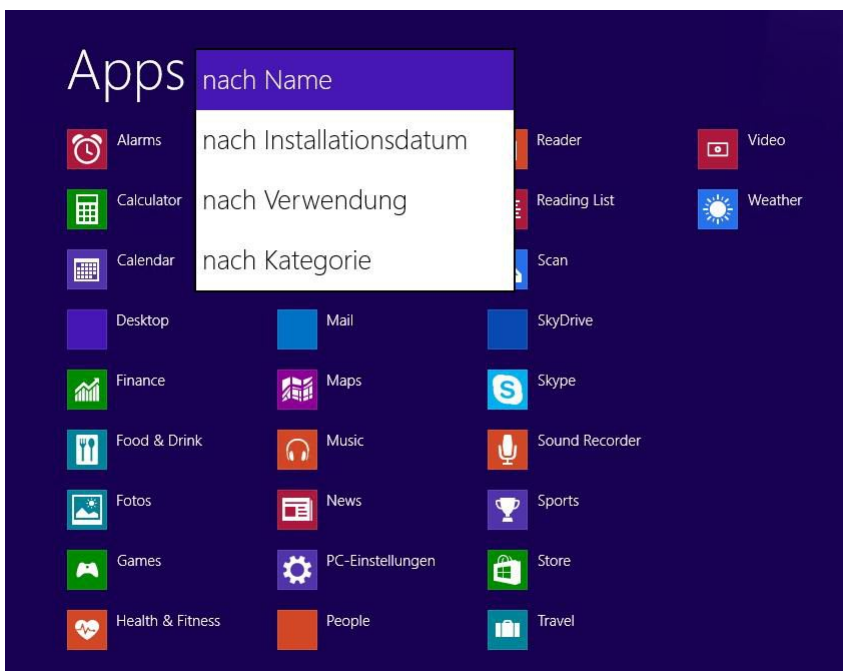 Apps
nach Name
nach Installationsdatum
nach Verwendung
nach Kategorie
Alarms
Calculator
Calendar
Desktop
Finance
Food & Drink
Fotos
Games
Health & Fitness
Mail
Maps
Music
News
PC-Einstellungen
People
Reader
Reading List
Scan
SkyDrive
Skype
Sound Recorder
Sports
Store
Travel
Video
Weather